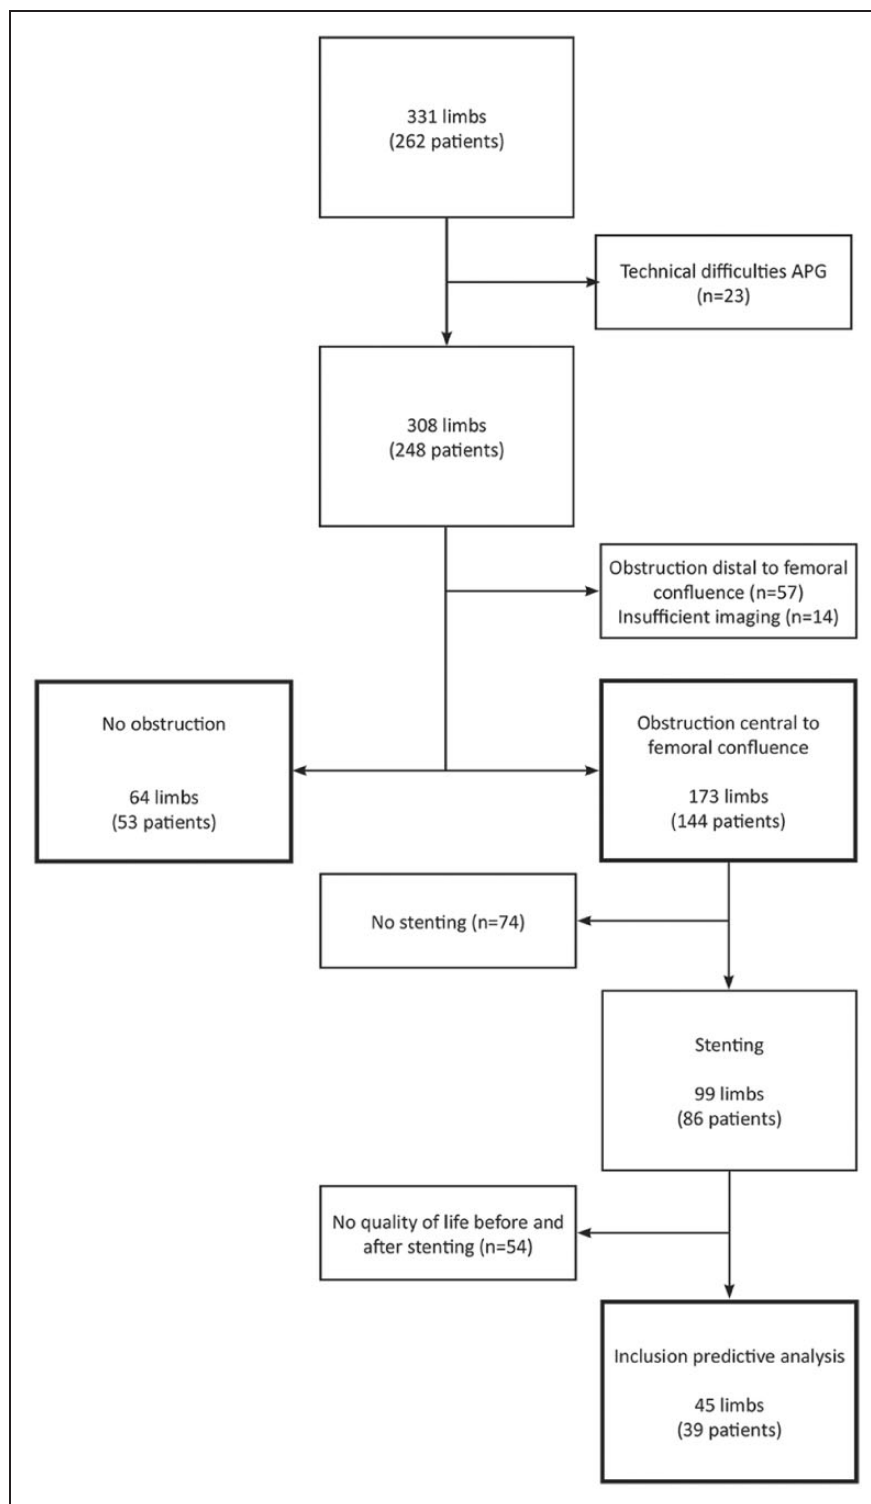 331 limbs
(262 patients)
Technical difficulties APG
(n=23)
308 limbs
(248 patients)
Obstruction distal to femoral
confluence (n=57)
Insufficient imaging (n=14)
No obstruction
64 limbs
(53 patients)
Obstruction central to
femoral confluence
173 limbs
(144 patients)
No stenting (n=74)
Stenting
99 limbs
(86 patients)
No quality of life before and
after stenting (n=54)
Inclusion predictive analysis
45 limbs
(39 patients)